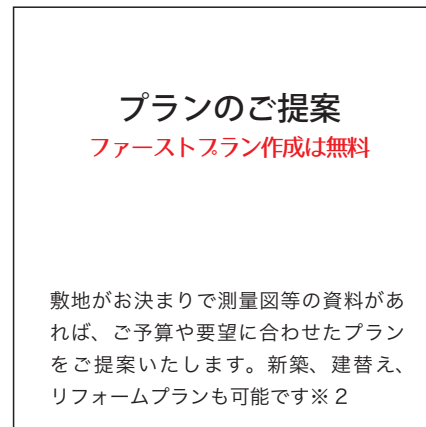 プランのご提案
ファーストプラン作成は無料
敷地がお決まりで測量図等の資料があ
れば、ご予算や要望に合わせたプラン
をご提案いたします。新築、建替え、
リフォームプランも可能です※２